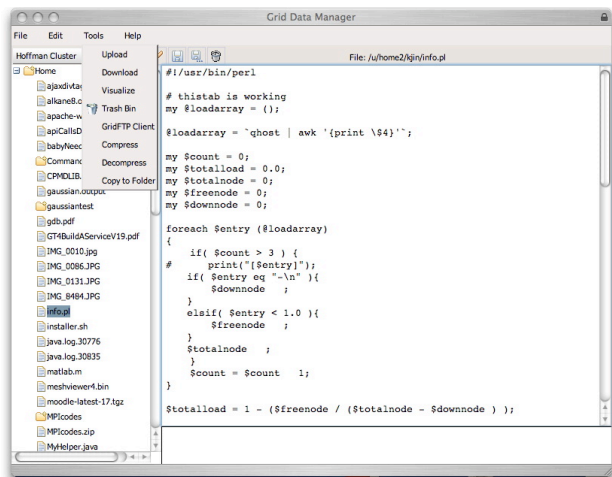 Grid Data Manager
File Edit Tools Help
Hoffman Cluster
File: /u/home2/kjin/info.pl
Upload
Download
Visualize
Trash Bin
GridFTP Client
Compress
Decompress
Copy to Folder
Home
ajaxdivta
alkane8.o
apache-w
apiCallsD
babyNeed
Comman
CPMDLIB.
gaussian.output
gaussiantest
gdb.pdf
GT4BuildAServiceV19.pdf
IMG_0010.jpg
IMG_0086.JPG
IMG_0131.JPG
IMG_8484.JPG
info.pl
installer.sh
java.log.30776
java.log.30835
matlab.m
meshviewer4.bin
moodle-latest-17.tgz
MPIcodes
MPIcodes.zip
MyHelper.java
#!/usr/bin/perl
# thistab is working
my @loadarray = ();
@loadarray = `qhost | awk '{print \$4}'`;
my $count = 0;
my $totalload = 0.0;
my $totalnode = 0;
my $freenode = 0;
my $downnode = 0;
foreach $entry (@loadarray)
{
if( $count > 3 ) {
# print("[$entry]");
if( $entry eq "-\n" ){
$downnode ;
}
elsif( $entry < 1.0 ){
$freenode ;
}
$totalnode ;
}
$count = $count 1;
}
$totalload = 1 - ($freenode / ($totalnode - $downnode ) );